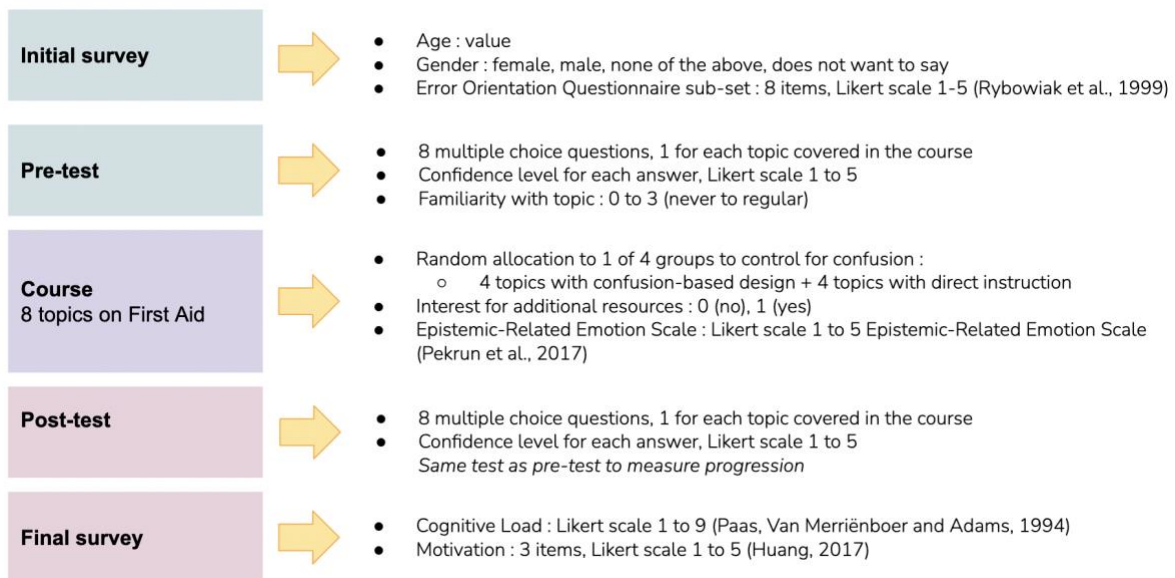 Initial survey
● Age : value
● Gender : female, male, none of the above, does not want to say
● Error Orientation Questionnaire sub-set : 8 items, Likert scale 1-5 (Rybowiak et al., 1999)
Pre-test
● 8 multiple choice questions, 1 for each topic covered in the course
● Confidence level for each answer, Likert scale 1 to 5
● Familiarity with topic : 0 to 3 (never to regular)
Course
8 topics on First Aid
● Random allocation to 1 of 4 groups to control for confusion :
○ 4 topics with confusion-based design + 4 topics with direct instruction
● Interest for additional resources : 0 (no), 1 (yes)
● Epistemic-Related Emotion Scale : Likert scale 1 to 5 Epistemic-Related Emotion Scale
(Pekrun et al., 2017)
Post-test
● 8 multiple choice questions, 1 for each topic covered in the course
● Confidence level for each answer, Likert scale 1 to 5
Same test as pre-test to measure progression
Final survey
● Cognitive Load : Likert scale 1 to 9 (Paas, Van Merriënboer and Adams, 1994)
● Motivation : 3 items, Likert scale 1 to 5 (Huang, 2017)